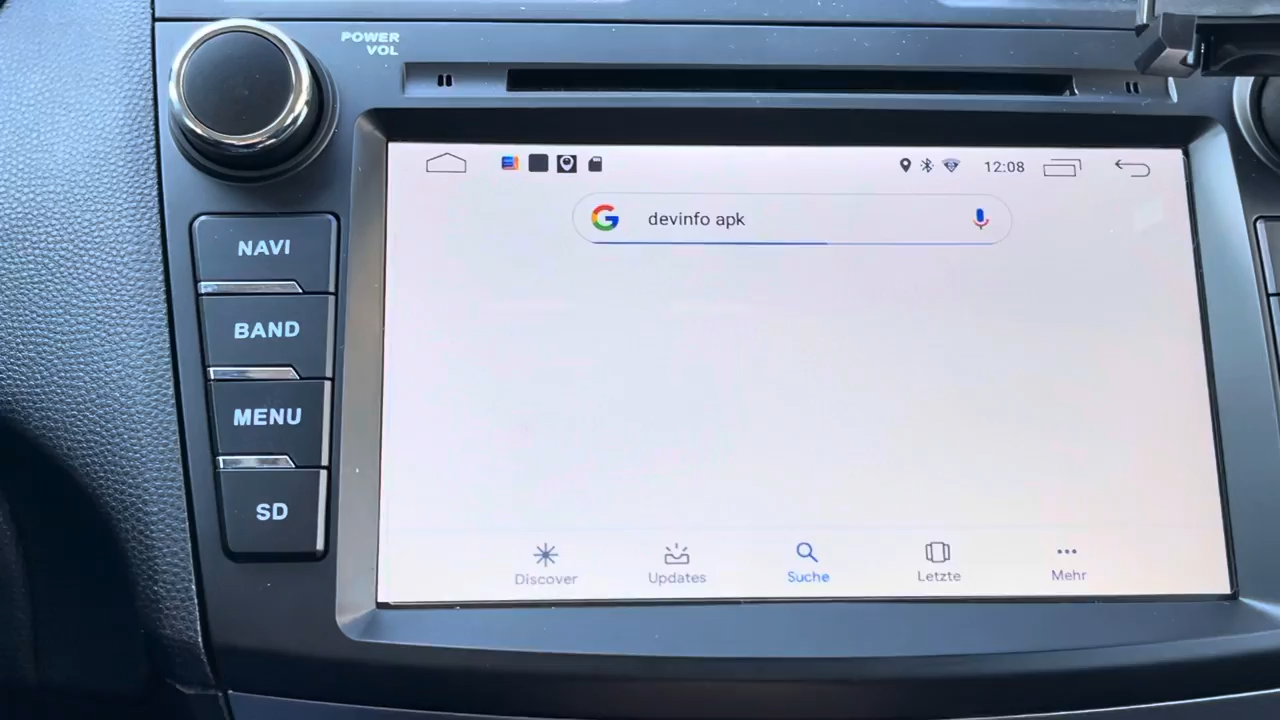 POWER
VOL
12:08
devinfo apk
NAVI
BAND
MENU
SD
Discover
Updates
Suche
Letzte
Mehr